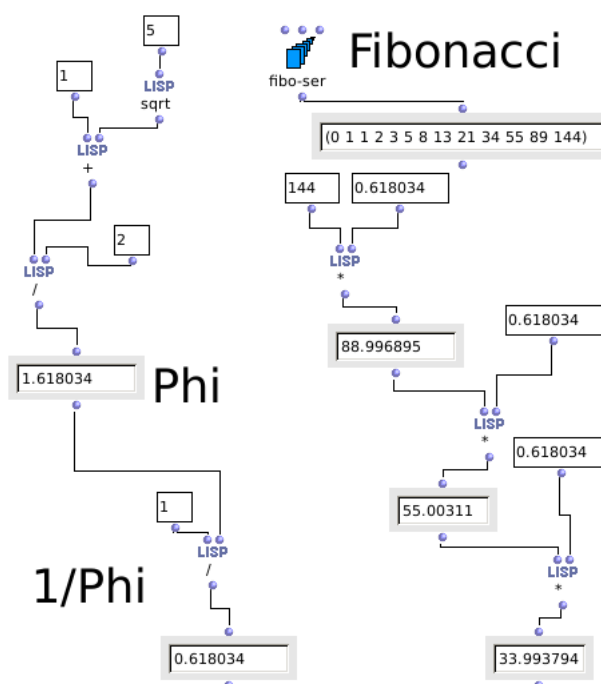 5
1
LISP
sqrt
LISP
+
2
LISP
/
1.618034
Phi
1
LISP
/
1/Phi
0.618034
Fibonacci
fibo-ser
(0 1 1 2 3 5 8 13 21 34 55 89 144)
144
0.618034
LISP
*
88.996895
0.618034
LISP
*
0.618034
55.00311
LISP
*
33.993794